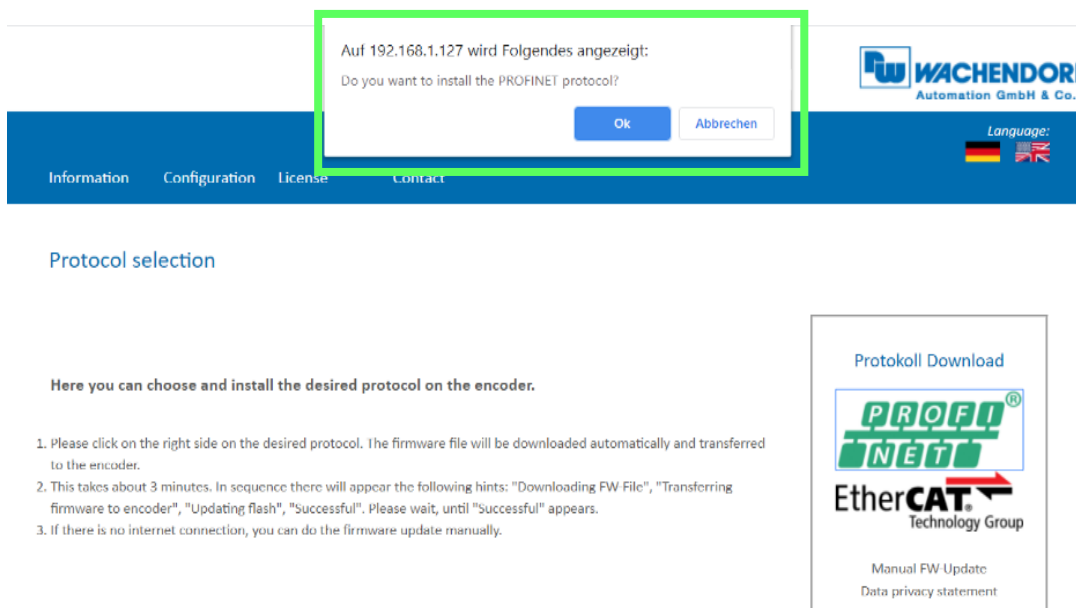 Auf 192.168.1.127 wird Folgendes angezeigt:
Do you want to install the PROFINET protocol?
Ok Abbrechen
WACHENDOR
Automation GmbH & Co.
Language:
Information Configuration License Contact
Protocol selection
Here you can choose and install the desired protocol on the encoder.
1. Please click on the right side on the desired protocol. The firmware file will be downloaded automatically and transferred
to the encoder.
2. This takes about 3 minutes. In sequence there will appear the following hints: "Downloading FW-File", "Transferring
firmware to encoder", "Updating flash", "Successful". Please wait, until "Successful" appears.
3. If there is no internet connection, you can do the firmware update manually.
Protokoll Download
PROFI®
NET
EtherCAT.
Technology Group
Manual FW-Update
Data privacy statement